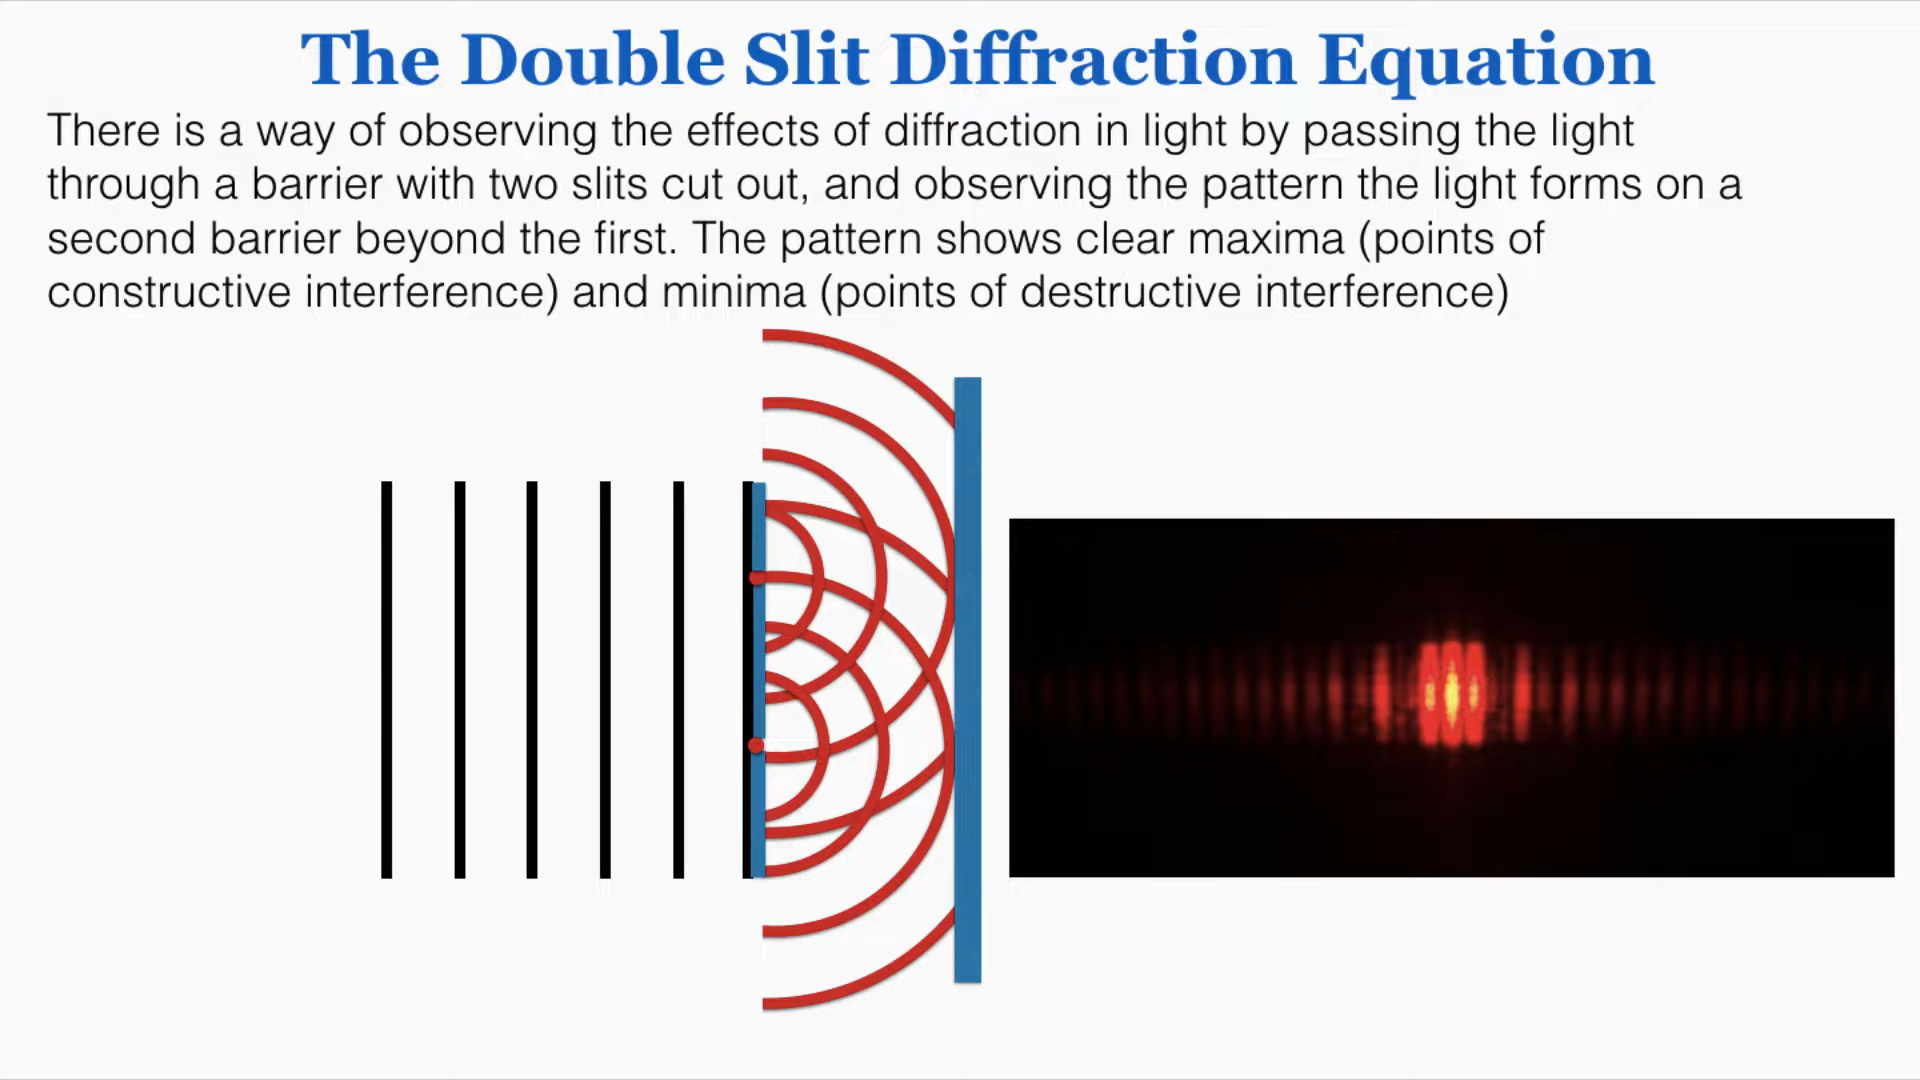 The Double Slit Diffraction Equation
There is a way of observing the effects of diffraction in light by passing the light
through a barrier with two slits cut out, and observing the pattern the light forms on a
second barrier beyond the first. The pattern shows clear maxima (points of
constructive interference) and minima (points of destructive interference)